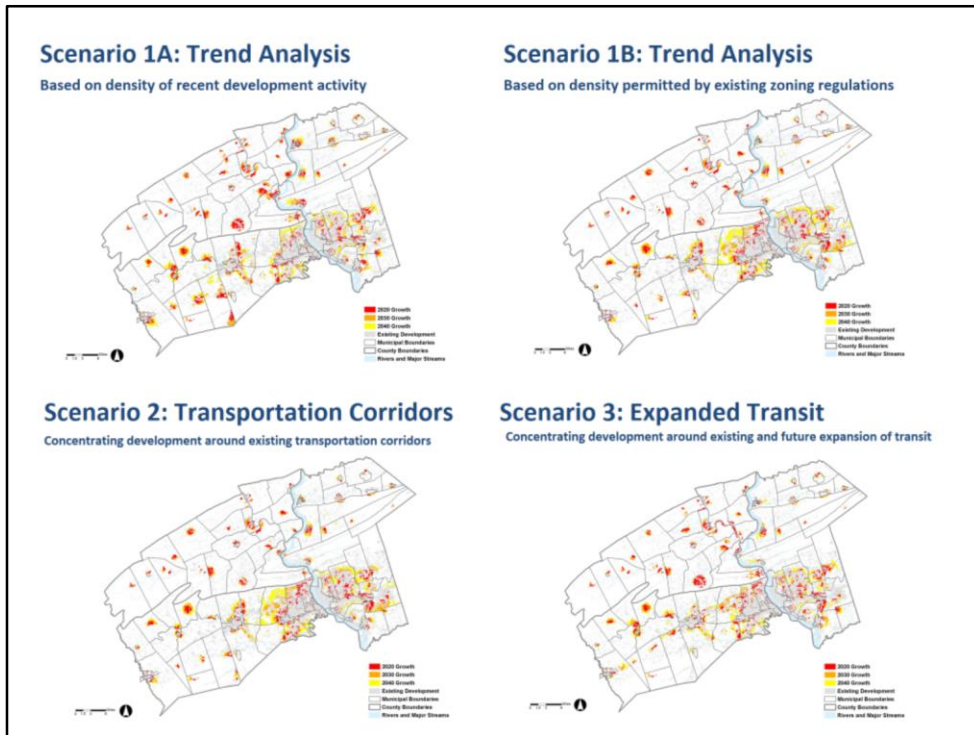 Scenario 1A: Trend Analysis
Based on density of recent development activity
2020 Growth
2030 Growth
2040 Growth
Existing Development
Municipal Boundaries
County Boundaries
Rivers and Major Streams
Scenario 1B: Trend Analysis
Based on density permitted by existing zoning regulations
2020 Growth
2030 Growth
2040 Growth
Existing Development
Municipal Boundaries
County Boundaries
Rivers and Major Streams
Scenario 2: Transportation Corridors
Concentrating development around existing transportation corridors
2020 Growth
2030 Growth
2040 Growth
Existing Development
Municipal Boundaries
County Boundaries
Rivers and Major Streams
Scenario 3: Expanded Transit
Concentrating development around existing and future expansion of transit
2020 Growth
2030 Growth
2040 Growth
Existing Development
Municipal Boundaries
County Boundaries
Rivers and Major Streams